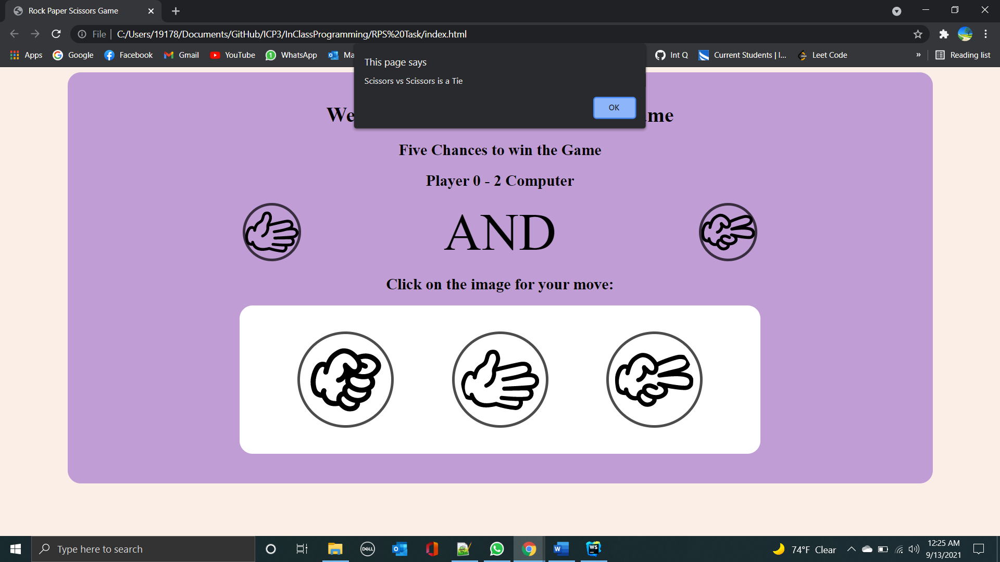 Rock Paper Scissors Game
File | C:/Users/19178/Documents/GitHub/ICP3/InClassProgramming/RPS%20Task/index.html
Apps Google Facebook Gmail YouTube WhatsApp Ma Int Q Current Students | I... Leet Code » Reading list
This page says
Scissors vs Scissors is a Tie
OK
We me
Five Chances to win the Game
Player 0 - 2 Computer
AND
Click on the image for your move:
Type here to search
DELL
W
WS
74°F Clear
12:25 AM
9/13/2021